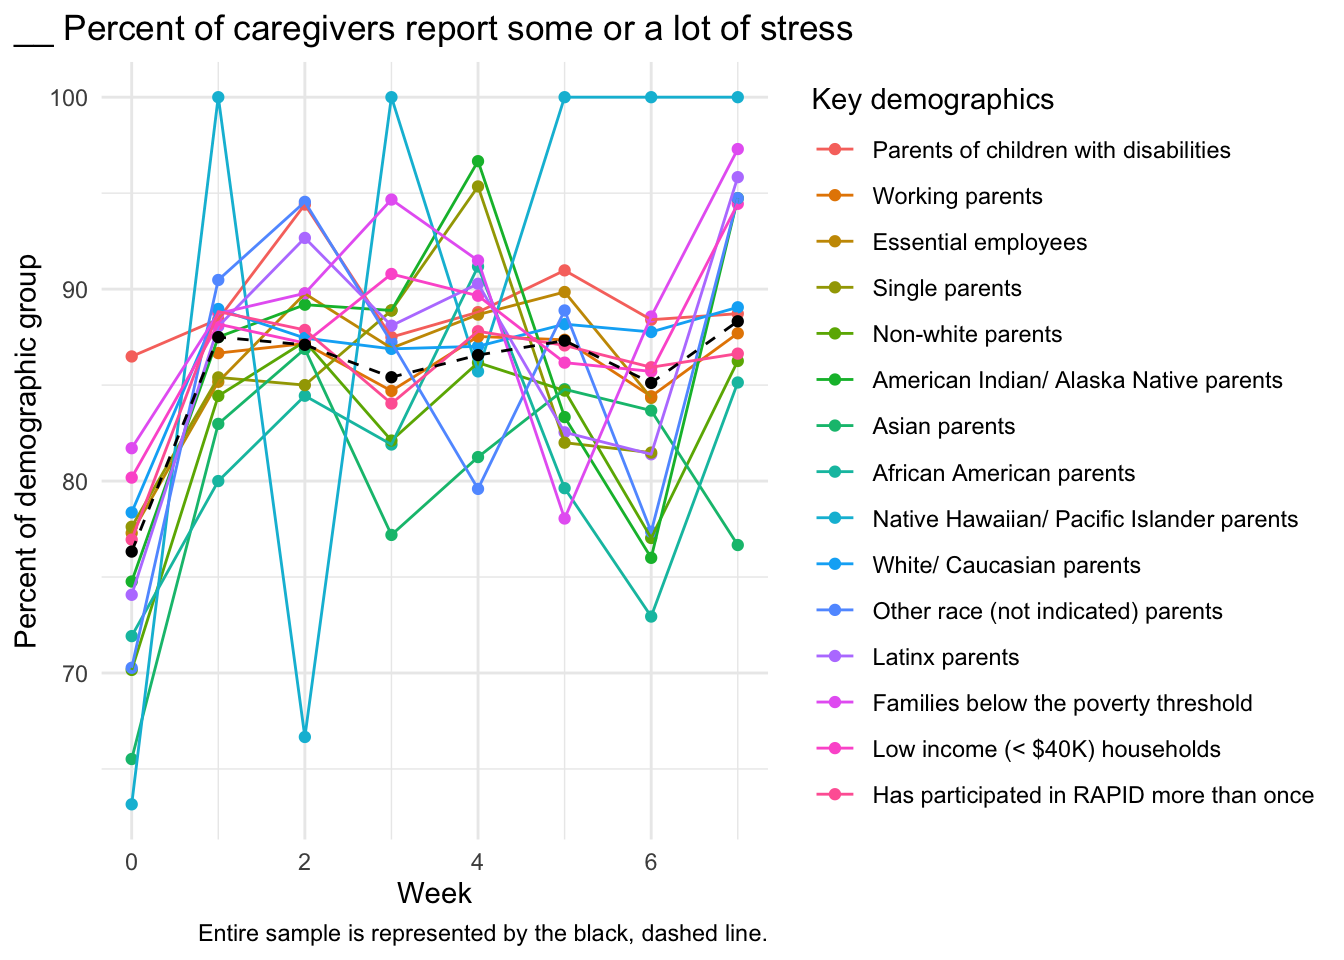 __ Percent of caregivers report some or a lot of stress
Percent of demographic group
100
90
80
70
0
2
4
6
Week
Entire sample is represented by the black, dashed line.
Key demographics
Parents of children with disabilities
Working parents
Essential employees
Single parents
Non-white parents
American Indian/ Alaska Native parents
Asian parents
African American parents
Native Hawaiian/ Pacific Islander parents
White/ Caucasian parents
Other race (not indicated) parents
Latinx parents
Families below the poverty threshold
Low income (< $40K) households
Has participated in RAPID more than once